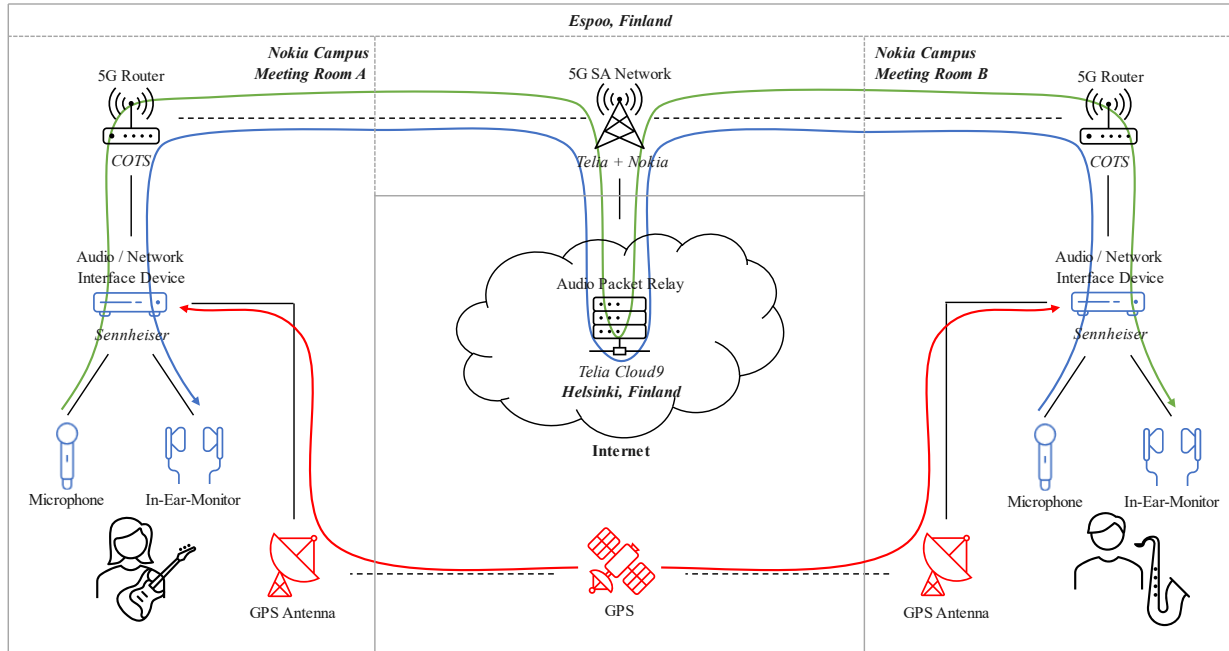 Espoo, Finland
Nokia Campus
Meeting Room A
Nokia Campus
Meeting Room B
5G Router
5G SA Network
5G Router
COTS
Telia + Nokia
COTS
Audio / Network
Interface Device
Audio / Network
Interface Device
Audio Packet Relay
Sennheiser
Sennheiser
Telia Cloud9
Helsinki, Finland
Internet
Microphone
In-Ear-Monitor
Microphone
In-Ear-Monitor
GPS Antenna
GPS
GPS Antenna